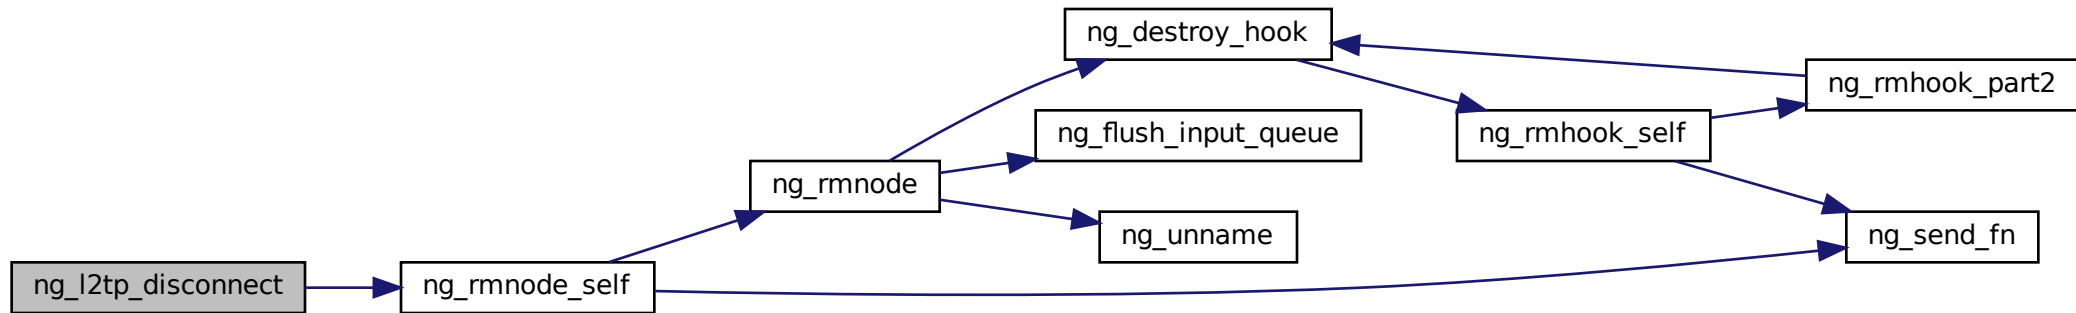 ng_destroy_hook
ng_rmhook_part2
ng_flush_input_queue
ng_rmhook_self
ng_rmnode
ng_unname
ng_send_fn
ng_l2tp_disconnect
ng_rmnode_self